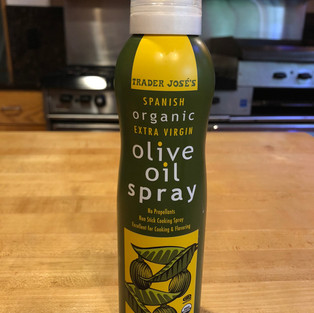 TRADER JOSÉ'S
SPANISH
organic
EXTRA VIRGIN
olive
oil
spray
No Propellants
Non Stick Cooking Spray
Excellent for Cooking & Flavoring